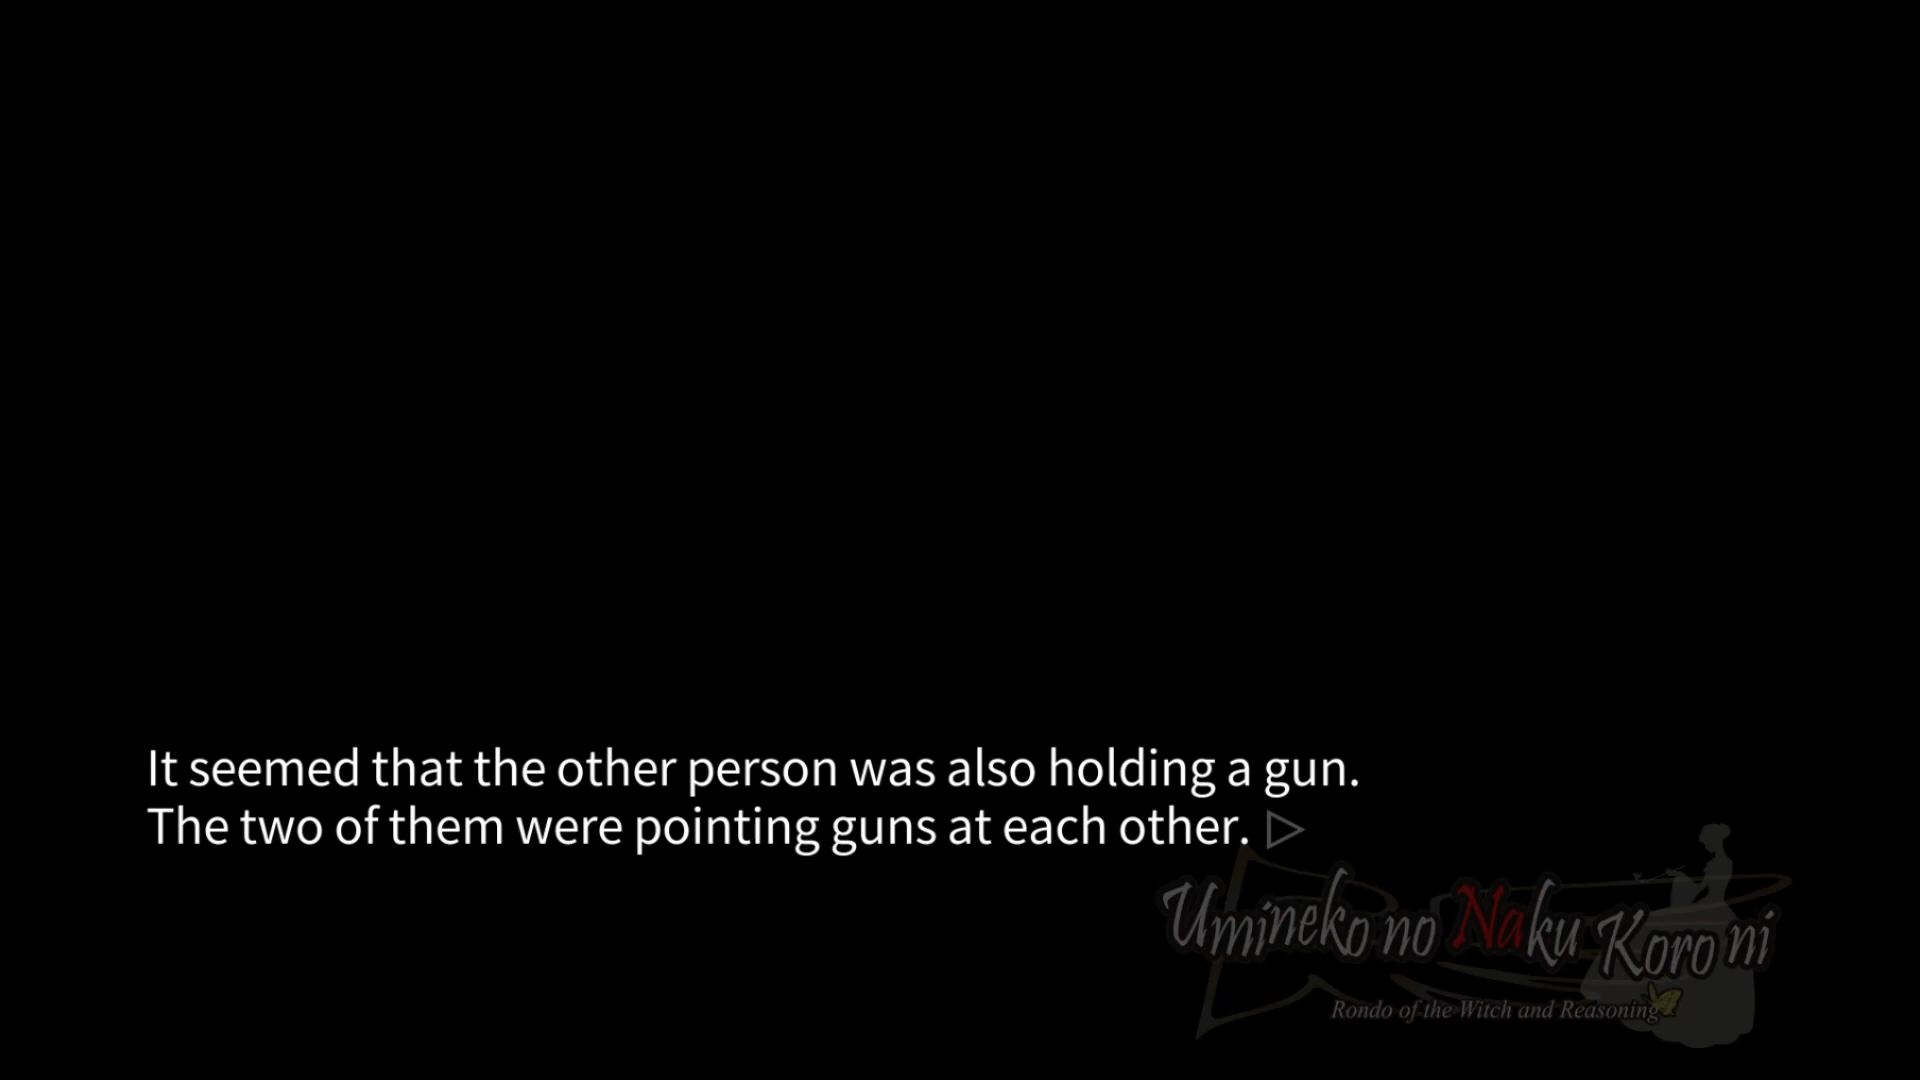 It seemed that the other person was also holding a gun.
The two of them were pointing guns at each other.
Umineko no Naku Koro ni
Rondo of the Witch and Reasoning